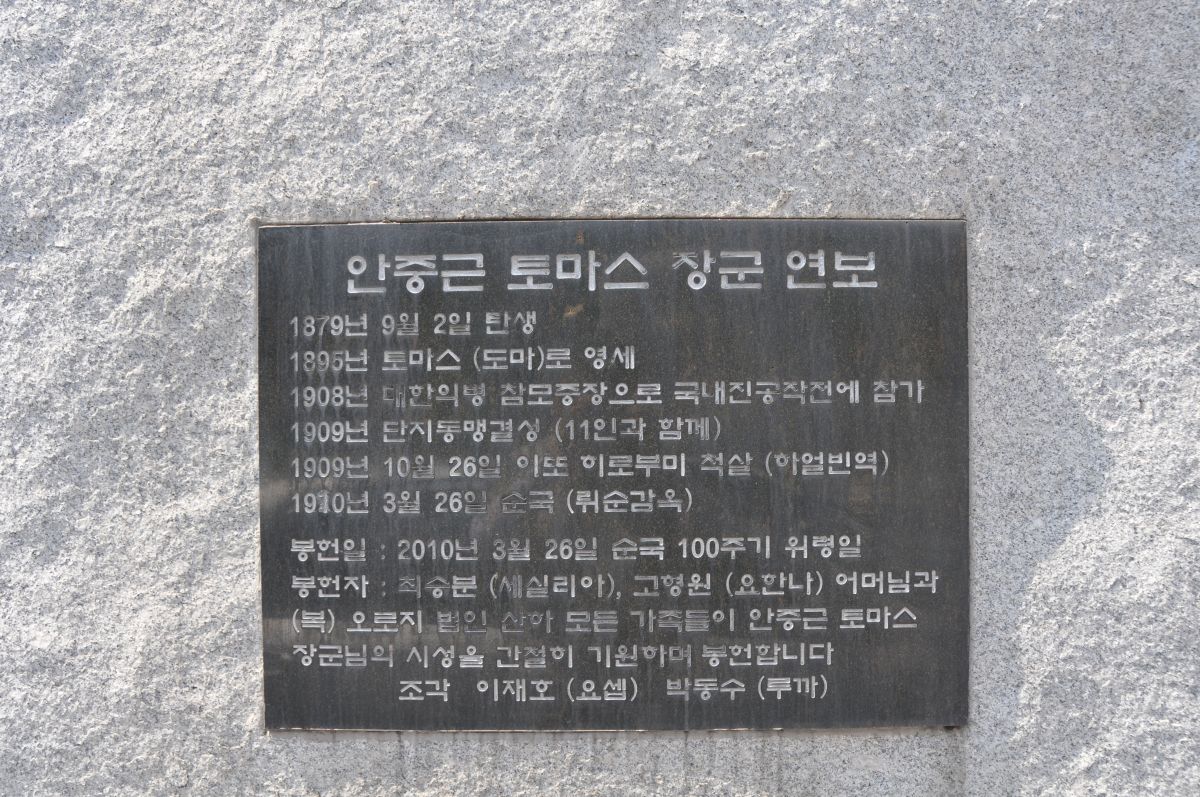 안중근 토마스 장군 연보
1879년 9월 2일 탄생
1895년 토마스 (도마)로 영세
1908년 대한의병 참모중장으로 국내진공작전에 참가
1909년 단지동맹결성 (11인과 함께)
1909년 10월 26일 이또 히로부미 척살 (하얼빈역)
1910년 3월 26일 순국 (뤼순감옥)
봉헌일 : 2010년 3월 26일 순국 100주기 위령일
봉헌자 : 최승분 (세실리아), 고형원 (요한나) 어머님과
(복) 오로지 법인 산하 모든 가족들이 안중근 토마스
장군님의 시성을 간절히 기원하며 봉헌합니다
조각 이재호 (요셉) 박동수 (루까)